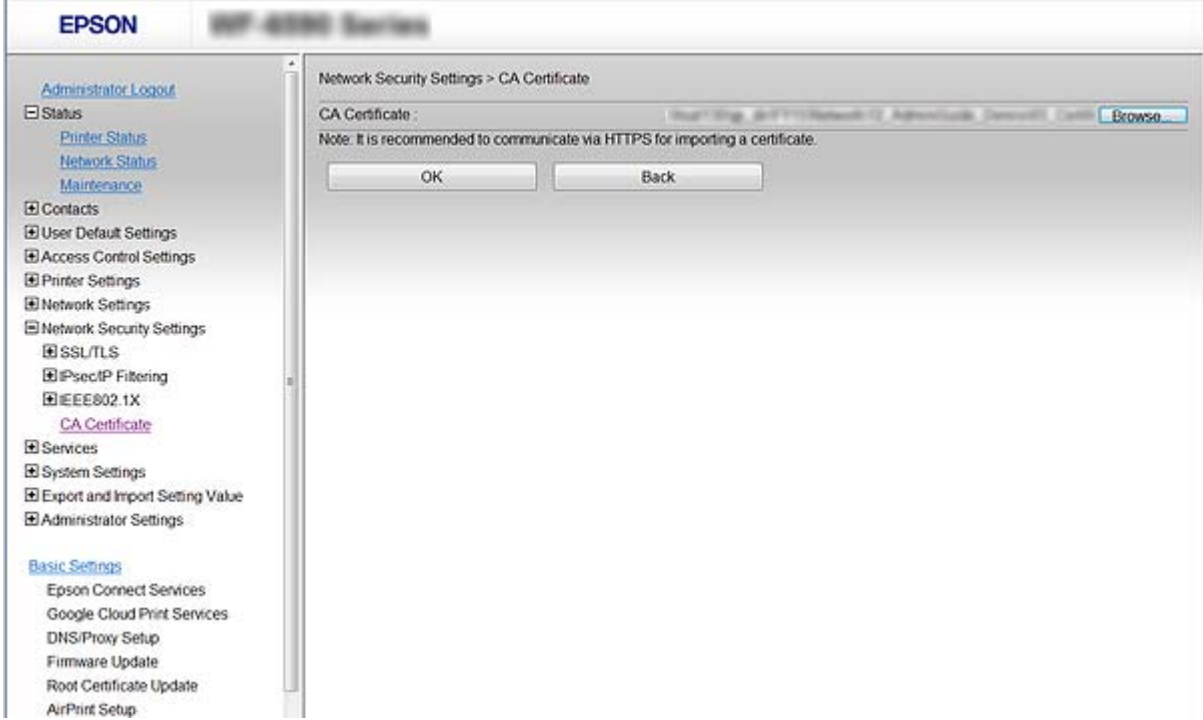 EPSON
Administrator Logout
Status
Printer Status
Network Status
Maintenance
Contacts
User Default Settings
Access Control Settings
Printer Settings
Network Settings
Network Security Settings
SSL/TLS
IPsec/IP Filtering
IEEE802.1X
CA Certificate
Services
System Settings
Export and Import Setting Value
Administrator Settings
Basic Settings
Epson Connect Services
Google Cloud Print Services
DNS/Proxy Setup
Firmware Update
Root Certificate Update
AirPrint Setup
Network Security Settings > CA Certificate
CA Certificate : Browse...
Note: It is recommended to communicate via HTTPS for importing a certificate.
OK Back